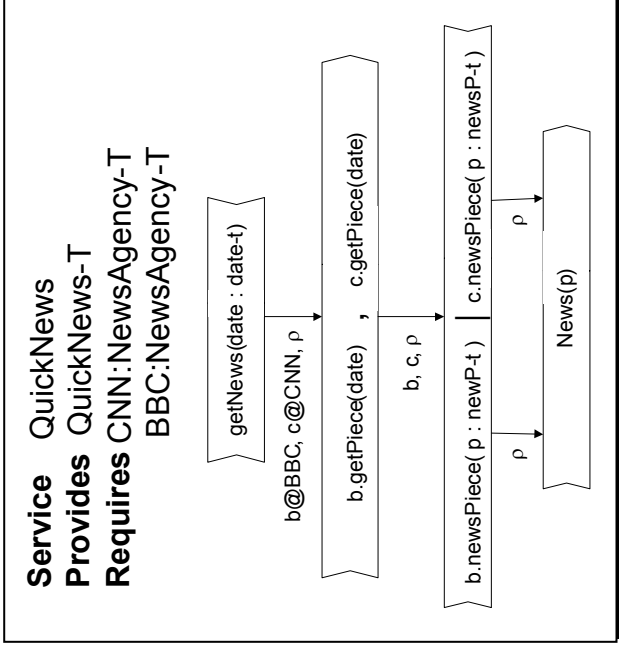 Service QuickNews
Provides QuickNews-T
Requires CNN:NewsAgency-T
BBC:NewsAgency-T
getNews(date : date-t)
b@BBC, c@CNN, ρ
b.getPiece(date) , c.getPiece(date)
b, c, ρ
b.newsPiece( p : newP-t ) | c.newsPiece( p : newsP-t)
ρ ρ
News(p)